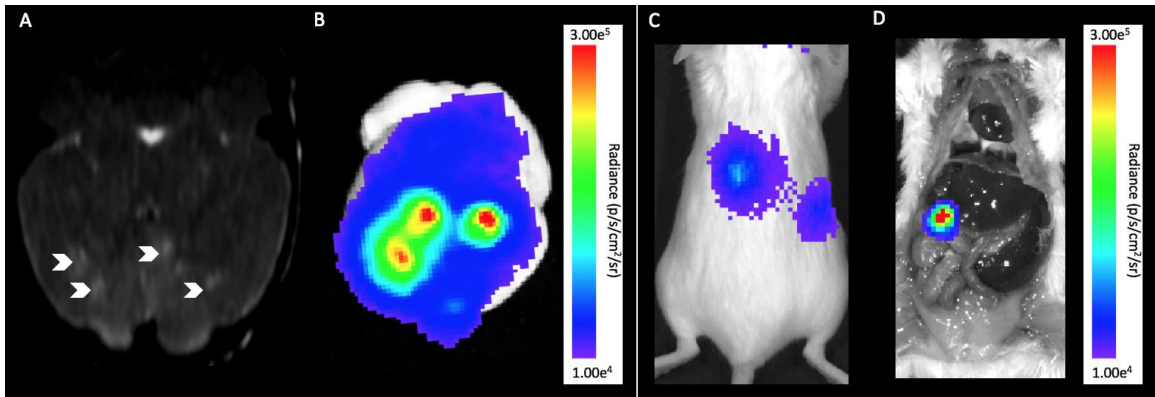 A
B
3.00e⁵
Radiance (p/s/cm²/sr)
1.00e⁴
C
D
3.00e⁵
Radiance (p/s/cm²/sr)
1.00e⁴